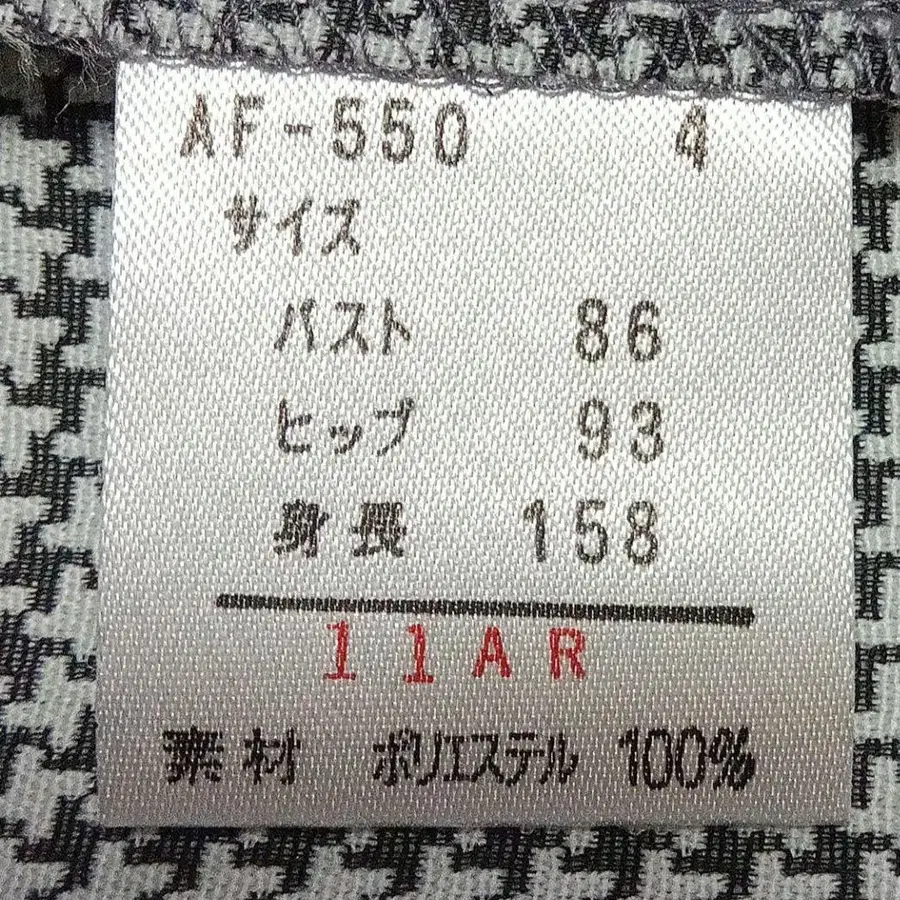 AF-550 4
サイズ
バスト 86
ヒップ 93
身長 158
11AR
素材 ポリエステル 100%